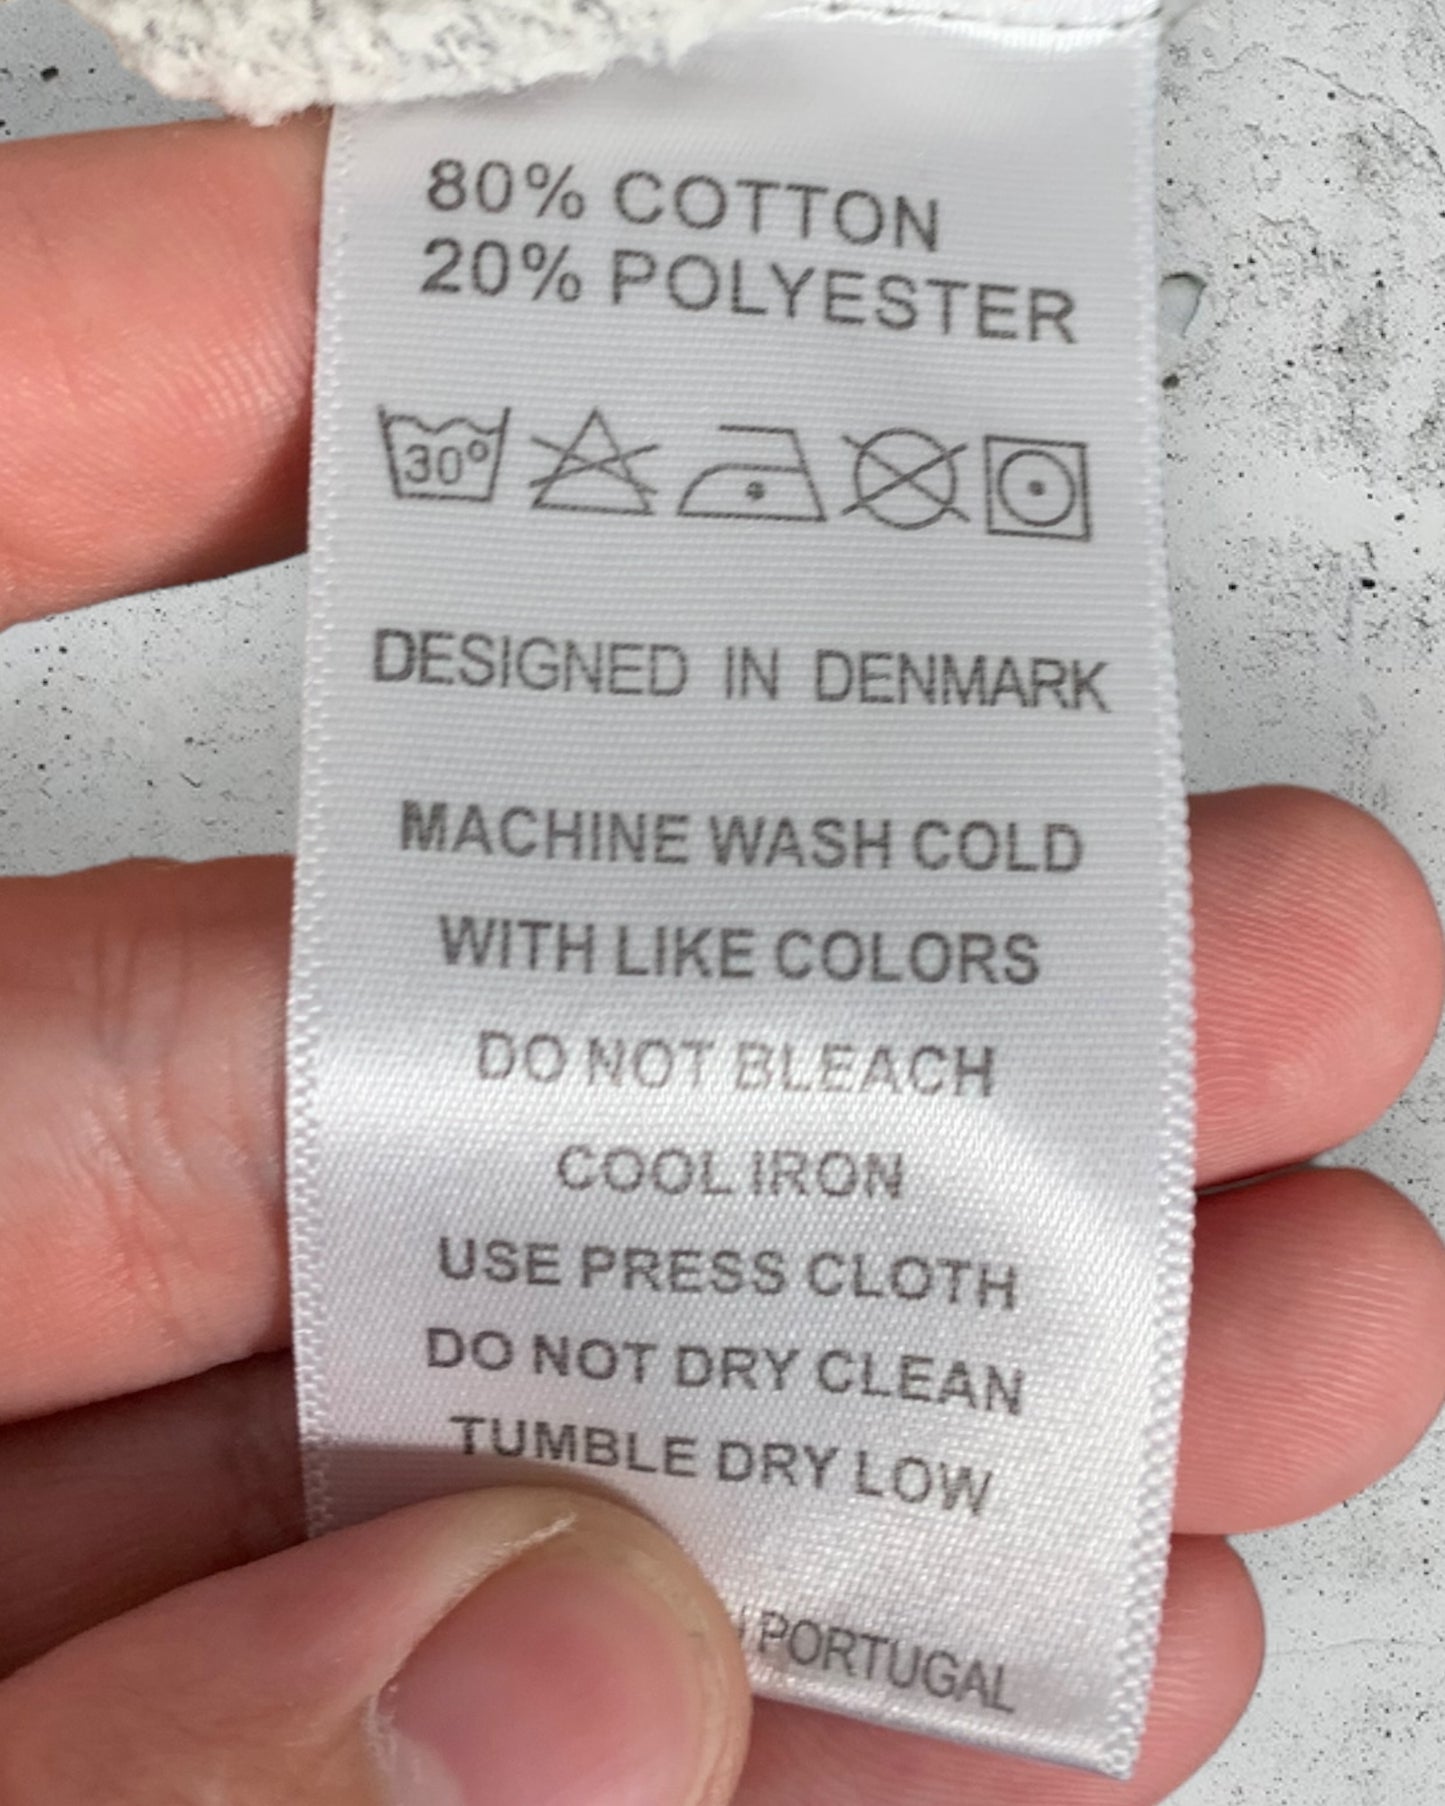 80% COTTON
20% POLYESTER
30°
DESIGNED IN DENMARK
MACHINE WASH COLD
WITH LIKE COLORS
DO NOT BLEACH
COOL IRON
USE PRESS CLOTH
DO NOT DRY CLEAN
TUMBLE DRY LOW
PORTUGAL